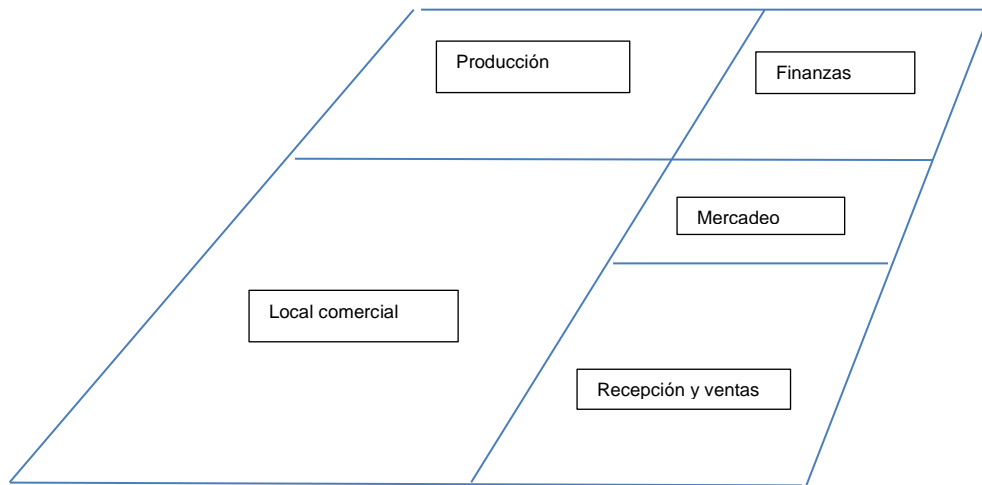 Producción
Finanzas
Mercadeo
Local comercial
Recepción y ventas